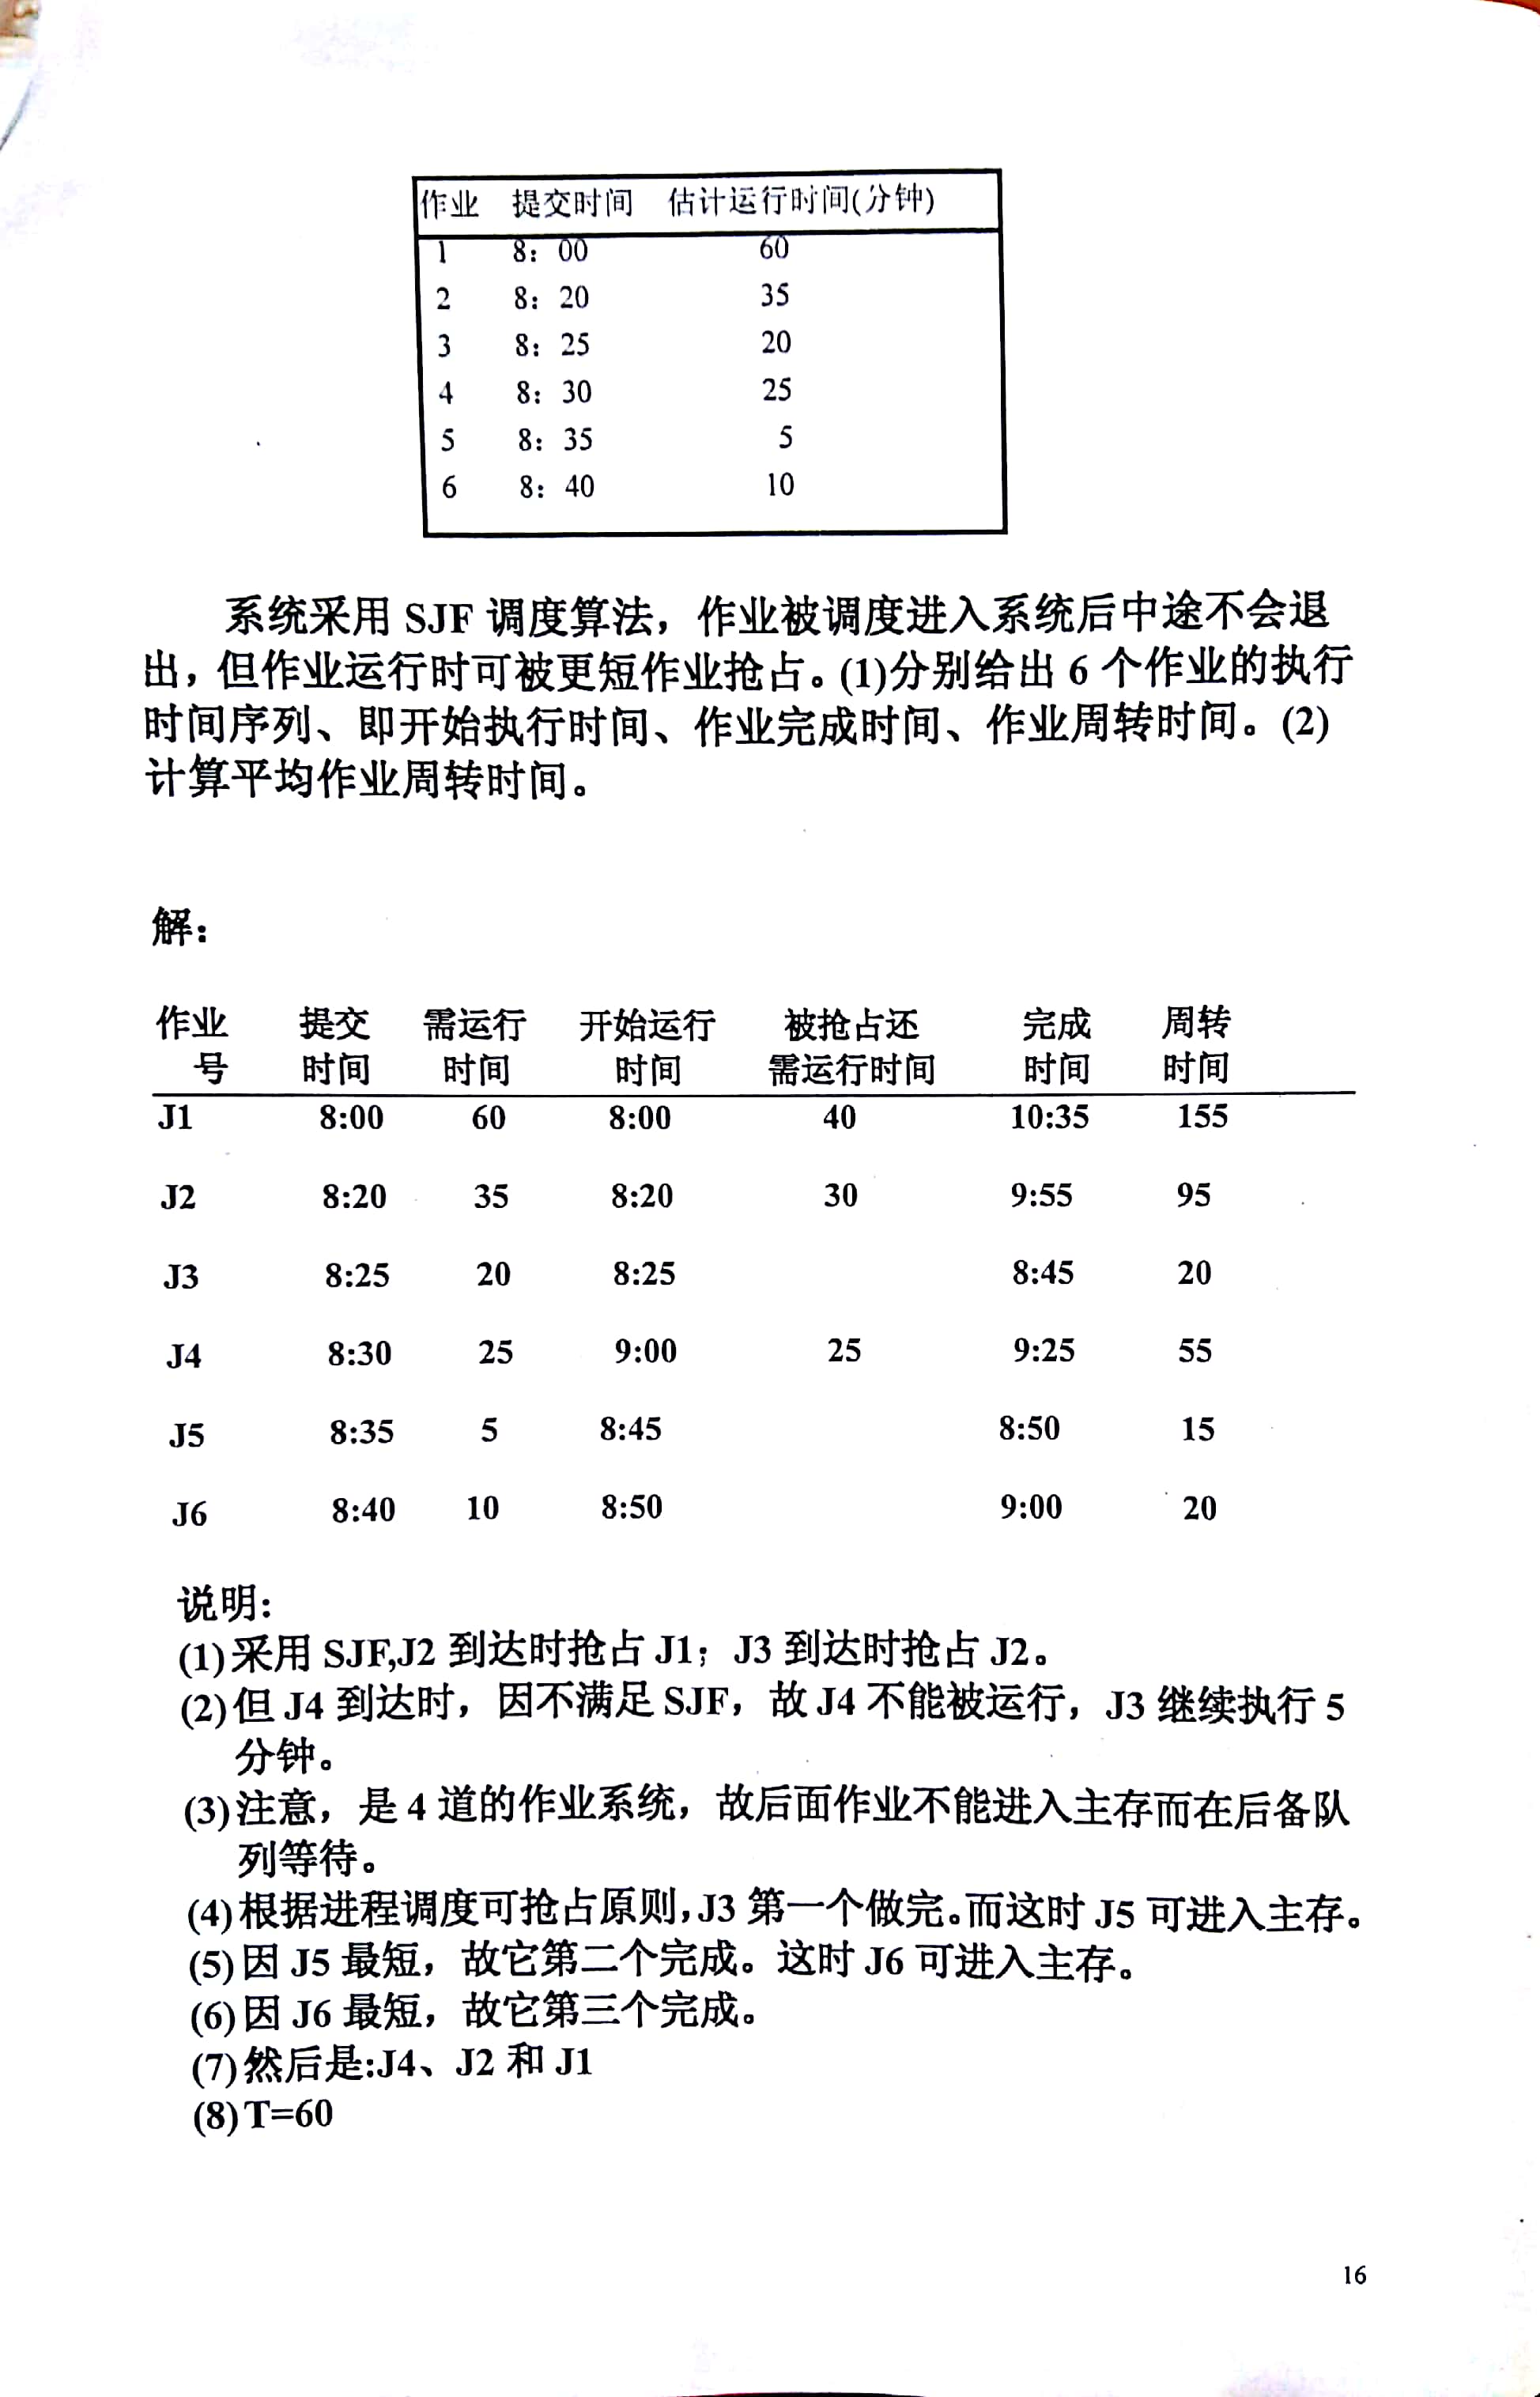 作业 提交时间 估计运行时间(分钟)
1 8：00 60
2 8：20 35
3 8：25 20
4 8：30 25
5 8：35 5
6 8：40 10
系统采用 SJF 调度算法，作业被调度进入系统后中途不会退
出，但作业运行时可被更短作业抢占。(1)分别给出 6 个作业的执行
时间序列、即开始执行时间、作业完成时间、作业周转时间。(2)
计算平均作业周转时间。
解：
作业 提交 需运行 开始运行 被抢占还 完成 周转
号 时间 时间 时间 需运行时间 时间 时间
J1 8:00 60 8:00 40 10:35 155
J2 8:20 35 8:20 30 9:55 95
J3 8:25 20 8:25 8:45 20
J4 8:30 25 9:00 25 9:25 55
J5 8:35 5 8:45 8:50 15
J6 8:40 10 8:50 9:00 20
说明：
(1)采用 SJF,J2 到达时抢占 J1；J3 到达时抢占 J2。
(2)但 J4 到达时，因不满足 SJF，故 J4 不能被运行，J3 继续执行 5
分钟。
(3)注意，是 4 道的作业系统，故后面作业不能进入主存而在后备队
列等待。
(4)根据进程调度可抢占原则,J3 第一个做完。而这时 J5 可进入主存。
(5)因 J5 最短，故它第二个完成。这时 J6 可进入主存。
(6)因 J6 最短，故它第三个完成。
(7)然后是:J4、J2 和 J1
(8)T=60
16